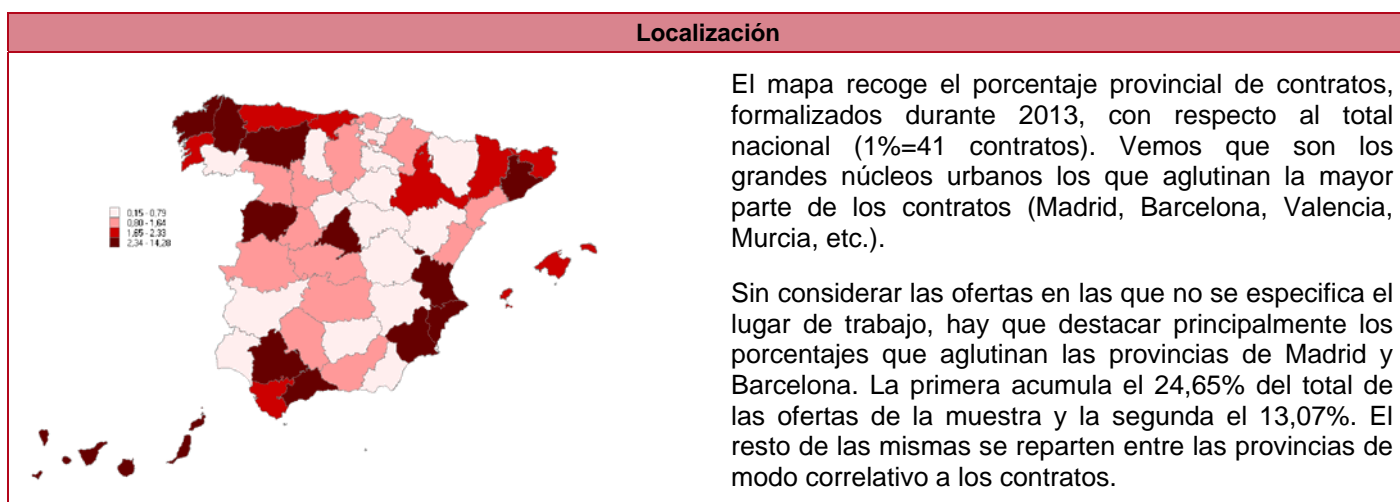 Localización
El mapa recoge el porcentaje provincial de contratos,
formalizados durante 2013, con respecto al total
nacional (1%=41 contratos). Vemos que son los
grandes núcleos urbanos los que aglutinan la mayor
parte de los contratos (Madrid, Barcelona, Valencia,
Murcia, etc.).
Sin considerar las ofertas en las que no se especifica el
lugar de trabajo, hay que destacar principalmente los
porcentajes que aglutinan las provincias de Madrid y
Barcelona. La primera acumula el 24,65% del total de
las ofertas de la muestra y la segunda el 13,07%. El
resto de las mismas se reparten entre las provincias de
modo correlativo a los contratos.
0,15 - 0,79
0,80 - 1,64
1,65 - 2,33
2,34 - 14,28